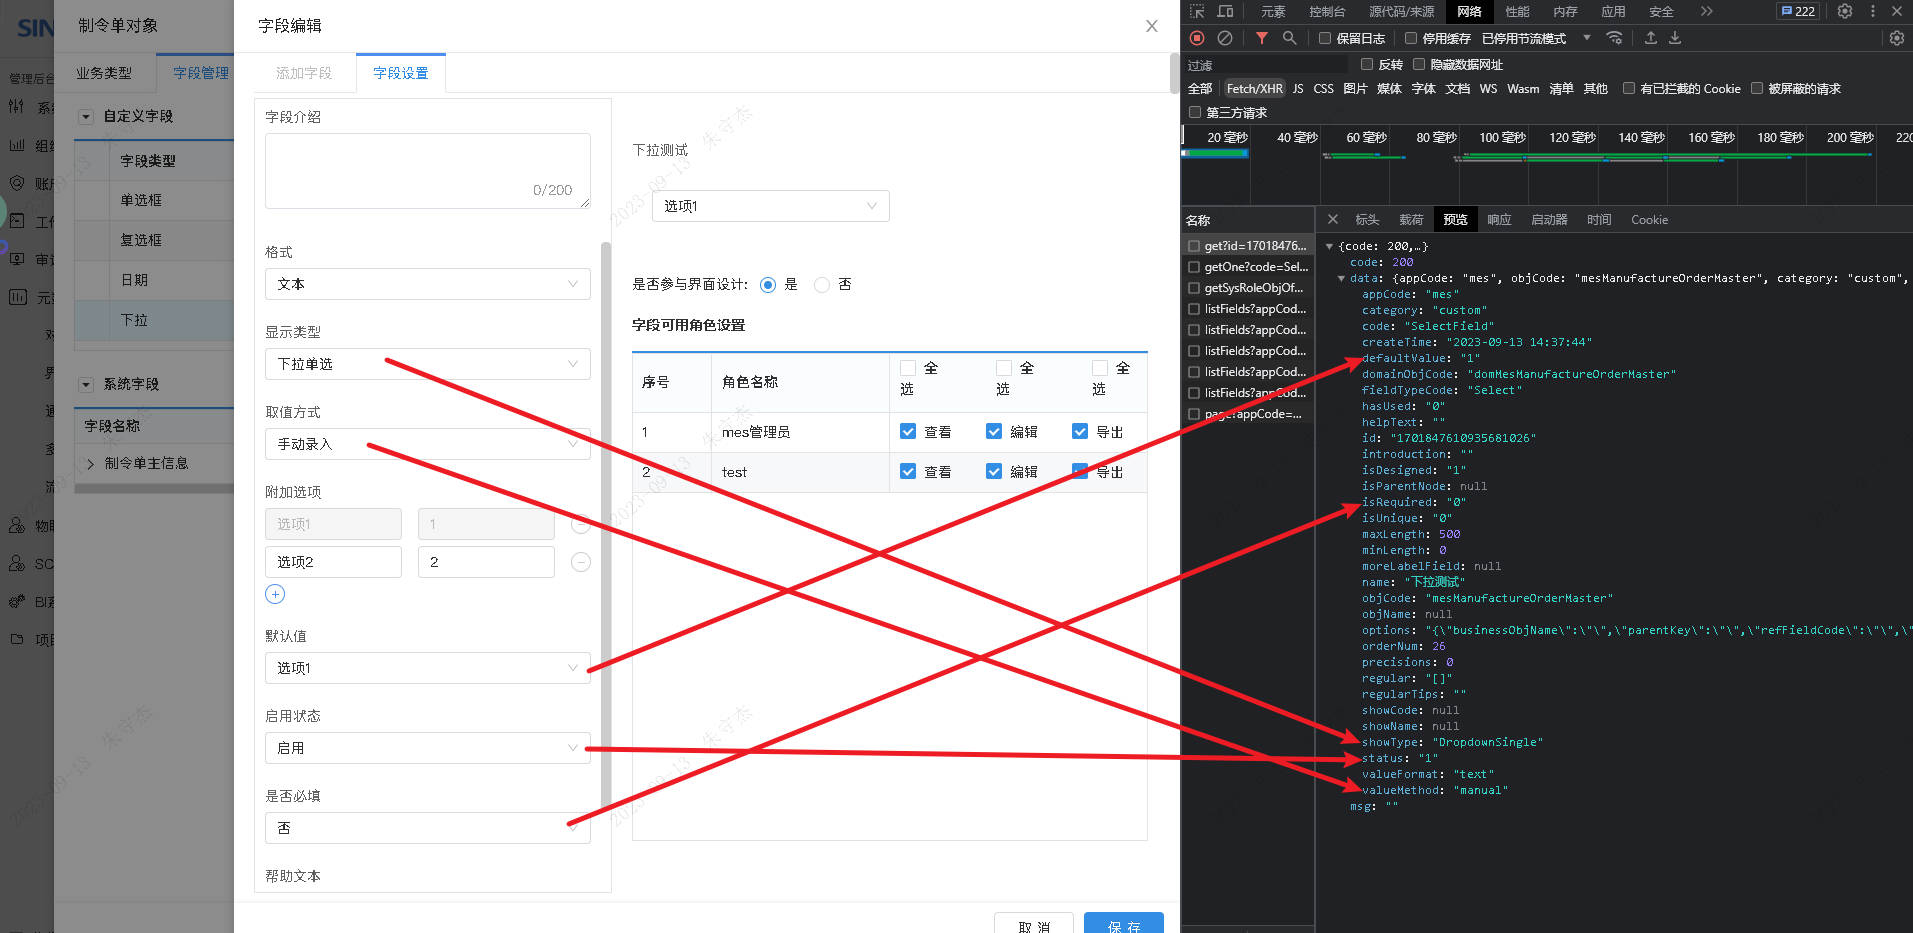 SIN
管理后台
系
组织
账户
工作
审
元
对
界
通
多
流
物
SC
BI系
项目
制令单对象
业务类型
字段管理
自定义字段
字段类型
单选框
复选框
日期
下拉
系统字段
字段名称
制令单主信息
字段编辑
添加字段
字段设置
字段介绍
0/200
格式
文本
显示类型
下拉单选
取值方式
手动录入
附加选项
选项1 1
选项2 2
默认值
选项1
启用状态
启用
是否必填
否
帮助文本
下拉测试
选项1
是否参与界面设计: 是 否
字段可用角色设置
序号 角色名称 全选 全选 全选
1 mes管理员 查看 编辑 导出
2 test 查看 编辑 导出
取 消 保 存
2023-09-13 朱守杰
元素 控制台 源代码/来源 网络 性能 内存 应用 安全 222
保留日志 停用缓存 已停用节流模式
过滤 反转 隐藏数据网址
全部 Fetch/XHR JS CSS 图片 媒体 字体 文档 WS Wasm 清单 其他 有已拦截的 Cookie 被屏蔽的请求
第三方请求
20 毫秒 40 毫秒 60 毫秒 80 毫秒 100 毫秒 120 毫秒 140 毫秒 160 毫秒 180 毫秒 200 毫秒 220
名称
get?id=17018476...
getOne?code=Sel...
getSysRoleObjOf...
listFields?appCod...
listFields?appCod...
listFields?appCod...
listFields?appCod...
listFields?appCod...
page?appCode=...
标头 载荷 预览 响应 启动器 时间 Cookie
{code: 200,…}
code: 200
data: {appCode: "mes", objCode: "mesManufactureOrderMaster", category: "custom",
appCode: "mes"
category: "custom"
code: "SelectField"
createTime: "2023-09-13 14:37:44"
defaultValue: "1"
domainObjCode: "domMesManufactureOrderMaster"
fieldTypeCode: "Select"
hasUsed: "0"
helpText: ""
id: "1701847610935681026"
introduction: ""
isDesigned: "1"
isParentNode: null
isRequired: "0"
isUnique: "0"
maxLength: 500
minLength: 0
moreLabelField: null
name: "下拉测试"
objCode: "mesManufactureOrderMaster"
objName: null
options: "{\"businessObjName\":\"\",\"parentKey\":\"\",\"refFieldCode\":\"\",\"
orderNum: 26
precisions: 0
regular: "[]"
regularTips: ""
showCode: null
showName: null
showType: "DropdownSingle"
status: "1"
valueFormat: "text"
valueMethod: "manual"
msg: ""